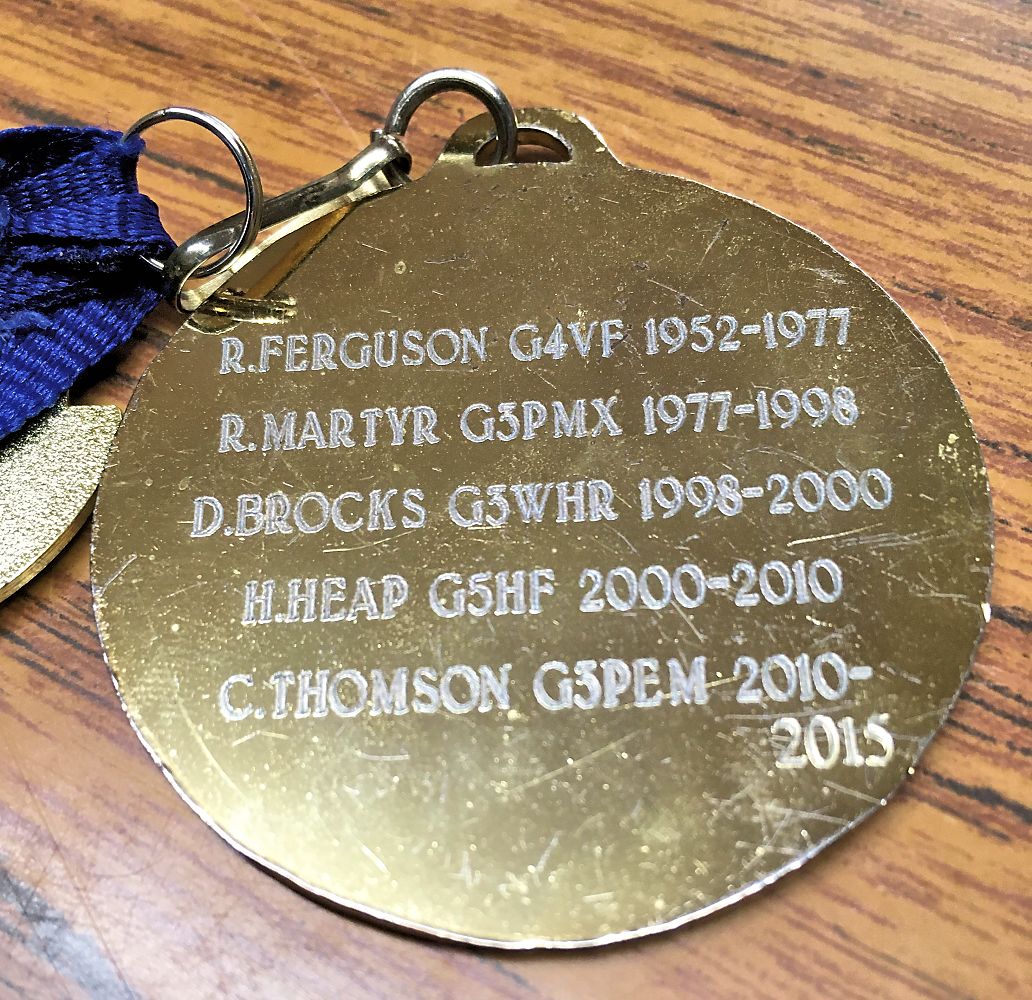 R.FERGUSON G4VF 1952-1977
R.MARTYR G3PMX 1977-1998
D.BROCKS G3WHR 1998-2000
H.HEAP G5HF 2000-2010
C.THOMSON G3PEM 2010-
2015